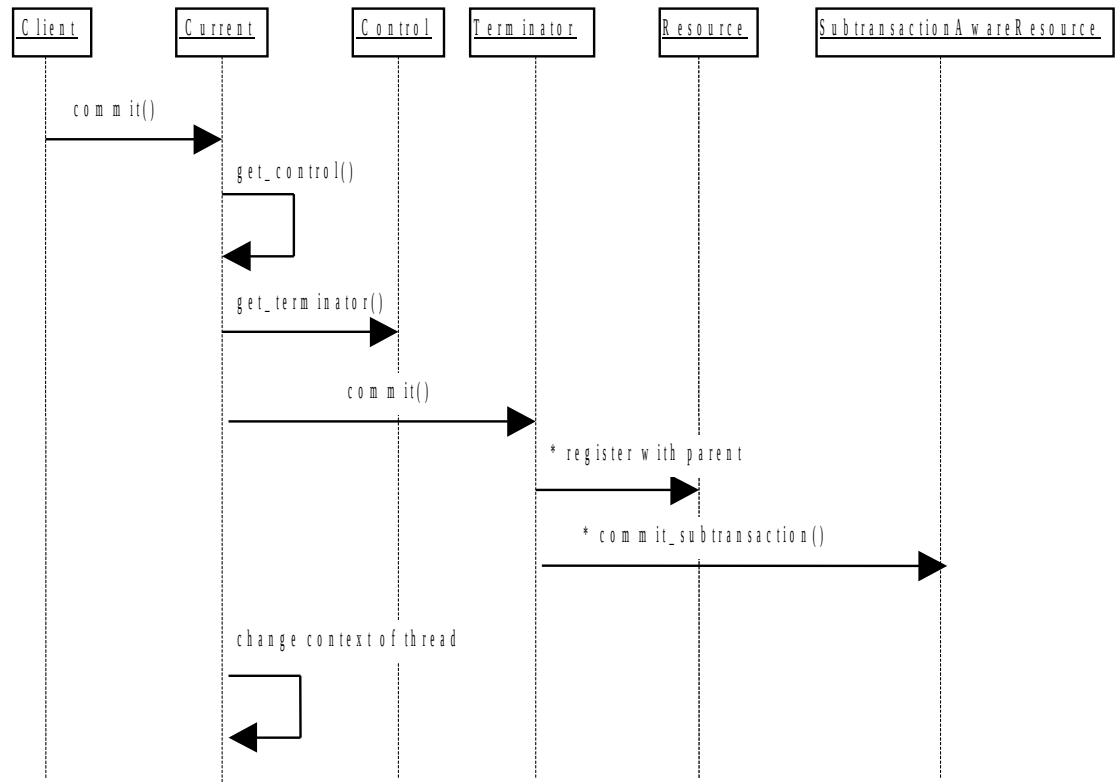 Client
Current
Control
Terminator
Resource
SubtransactionAwareResource
commit()
get_control()
get_terminator()
commit()
* register with parent
* commit_subtransaction()
change context of thread